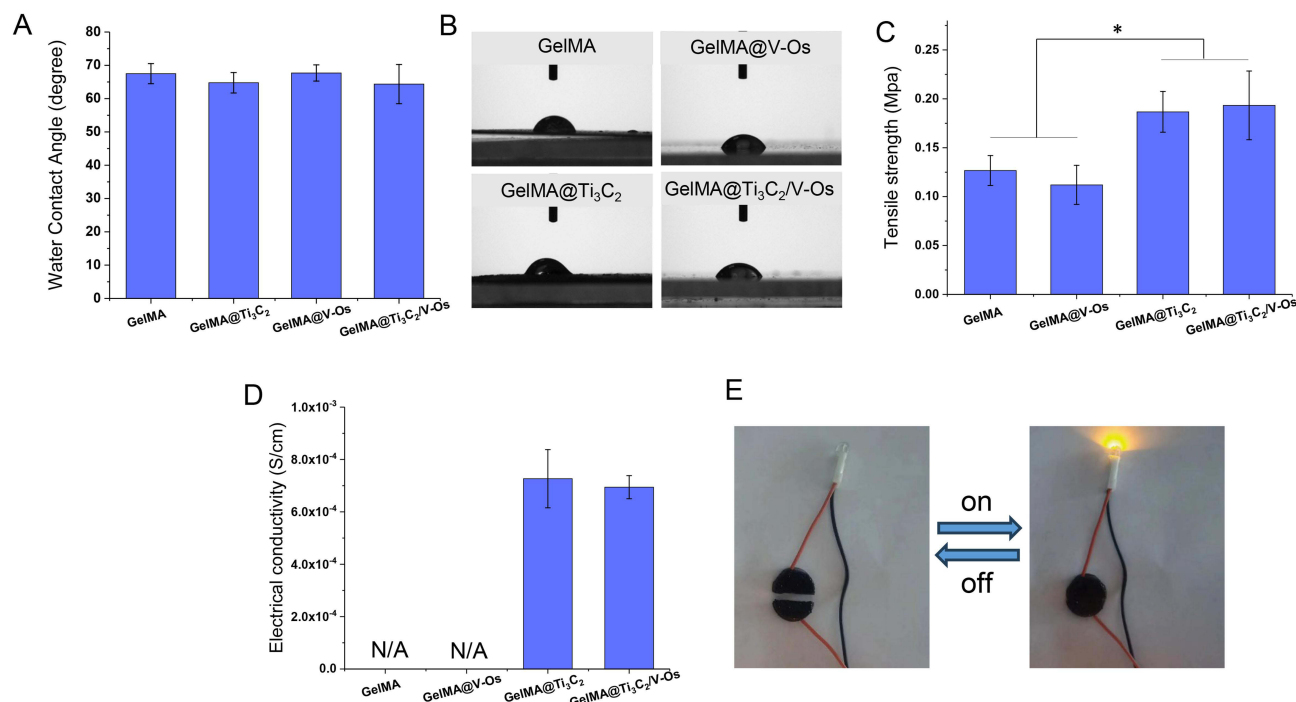 A
Water Contact Angle (degree)
80
70
60
50
40
30
20
10
0
GelMA
GelMA@Ti₃C₂
GelMA@V-Os
GelMA@Ti₃C₂/V-Os
B
GelMA
GelMA@V-Os
GelMA@Ti₃C₂
GelMA@Ti₃C₂/V-Os
C
Tensile strength (Mpa)
0.25
0.20
0.15
0.10
0.05
0.00
*
GelMA
GelMA@V-Os
GelMA@Ti₃C₂
GelMA@Ti₃C₂/V-Os
D
Electrical conductivity (S/cm)
1.0x10⁻³
8.0x10⁻⁴
6.0x10⁻⁴
4.0x10⁻⁴
2.0x10⁻⁴
0.0
N/A
N/A
GelMA
GelMA@V-Os
GelMA@Ti₃C₂
GelMA@Ti₃C₂/V-Os
E
on
off